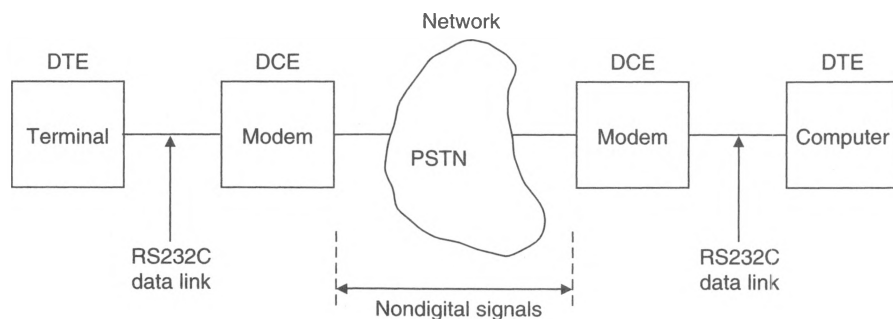 Network
DTE
DCE
DCE
DTE
Terminal
Modem
PSTN
Modem
Computer
RS232C
data link
RS232C
data link
Nondigital signals